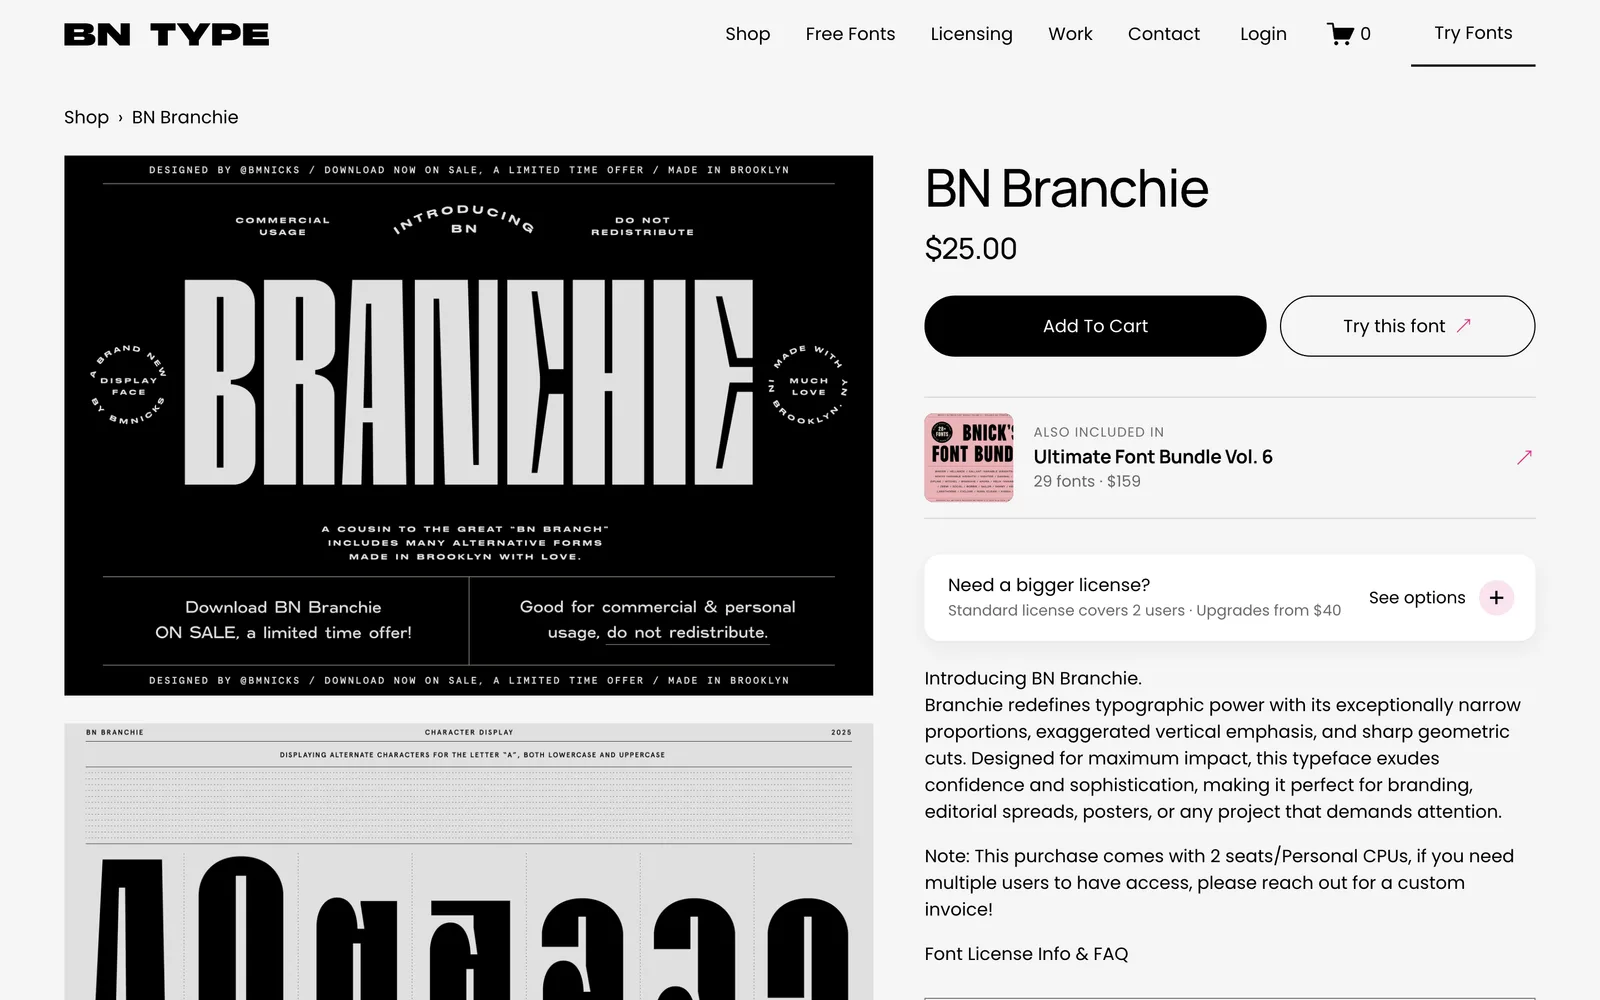 BN TYPE
Shop
Free Fonts
Licensing
Work
Contact
Login
0
Try Fonts
Shop › BN Branchie
DESIGNED BY @BMNICKS / DOWNLOAD NOW ON SALE, A LIMITED TIME OFFER / MADE IN BROOKLYN
COMMERCIAL
USAGE
INTRODUCING
BN
DO NOT
REDISTRIBUTE
BRANCHIE
A BRAND NEW
DISPLAY
FACE
BY BMNICKS
MADE WITH
MUCH
LOVE
IN BROOKLYN, NY
A COUSIN TO THE GREAT "BN BRANCH"
INCLUDES MANY ALTERNATIVE FORMS
MADE IN BROOKLYN WITH LOVE.
Download BN Branchie
ON SALE, a limited time offer!
Good for commercial & personal
usage, do not redistribute.
DESIGNED BY @BMNICKS / DOWNLOAD NOW ON SALE, A LIMITED TIME OFFER / MADE IN BROOKLYN
BN BRANCHIE
CHARACTER DISPLAY
2025
DISPLAYING ALTERNATE CHARACTERS FOR THE LETTER "A", BOTH LOWERCASE AND UPPERCASE
BN Branchie
$25.00
Add To Cart
Try this font
BNICK'S
FONT BUND
ALSO INCLUDED IN
Ultimate Font Bundle Vol. 6
29 fonts · $159
Need a bigger license?
Standard license covers 2 users · Upgrades from $40
See options
Introducing BN Branchie.
Branchie redefines typographic power with its exceptionally narrow
proportions, exaggerated vertical emphasis, and sharp geometric
cuts. Designed for maximum impact, this typeface exudes
confidence and sophistication, making it perfect for branding,
editorial spreads, posters, or any project that demands attention.
Note: This purchase comes with 2 seats/Personal CPUs, if you need
multiple users to have access, please reach out for a custom
invoice!
Font License Info & FAQ